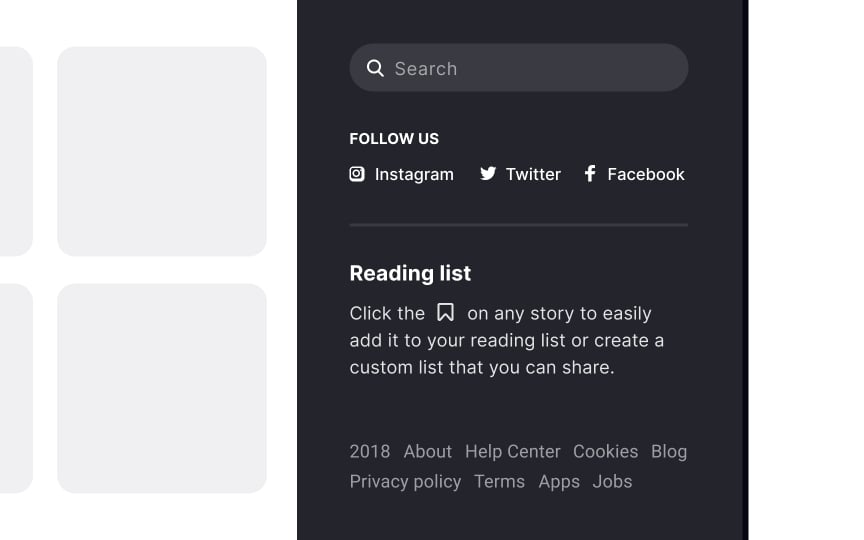 Search
FOLLOW US
Instagram Twitter Facebook
Reading list
Click the on any story to easily
add it to your reading list or create a
custom list that you can share.
2018 About Help Center Cookies Blog
Privacy policy Terms Apps Jobs